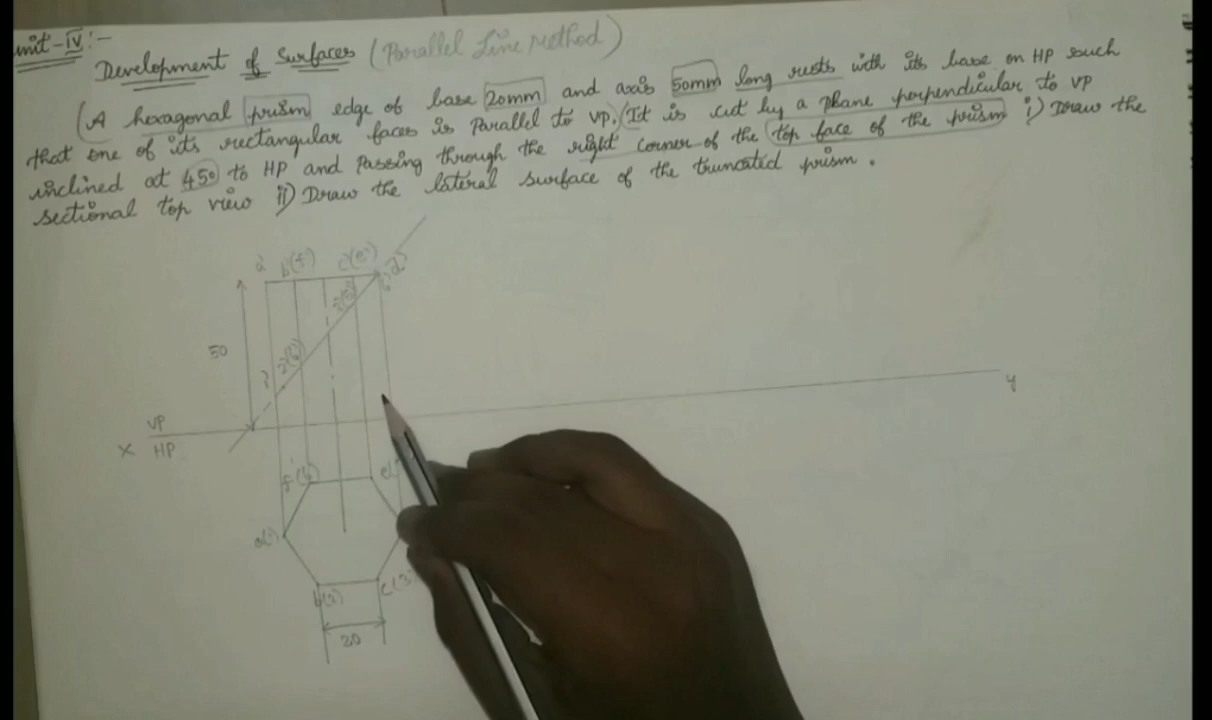 unit-IV:-
Development of Surfaces (Parallel Line Method)
(A hexagonal prism edge of base 20mm and axis 50mm long rests with its base on HP such
that one of its rectangular faces is Parallel to VP. (It is cut by a plane perpendicular to VP
inclined at 45° to HP and Passing through the right corner of the top face of the prism i) Draw the
sectional top view ii) Draw the lateral surface of the truncated prism.
a' b'(f') c'(e')
50
VP
X HP
y
b(2)
20